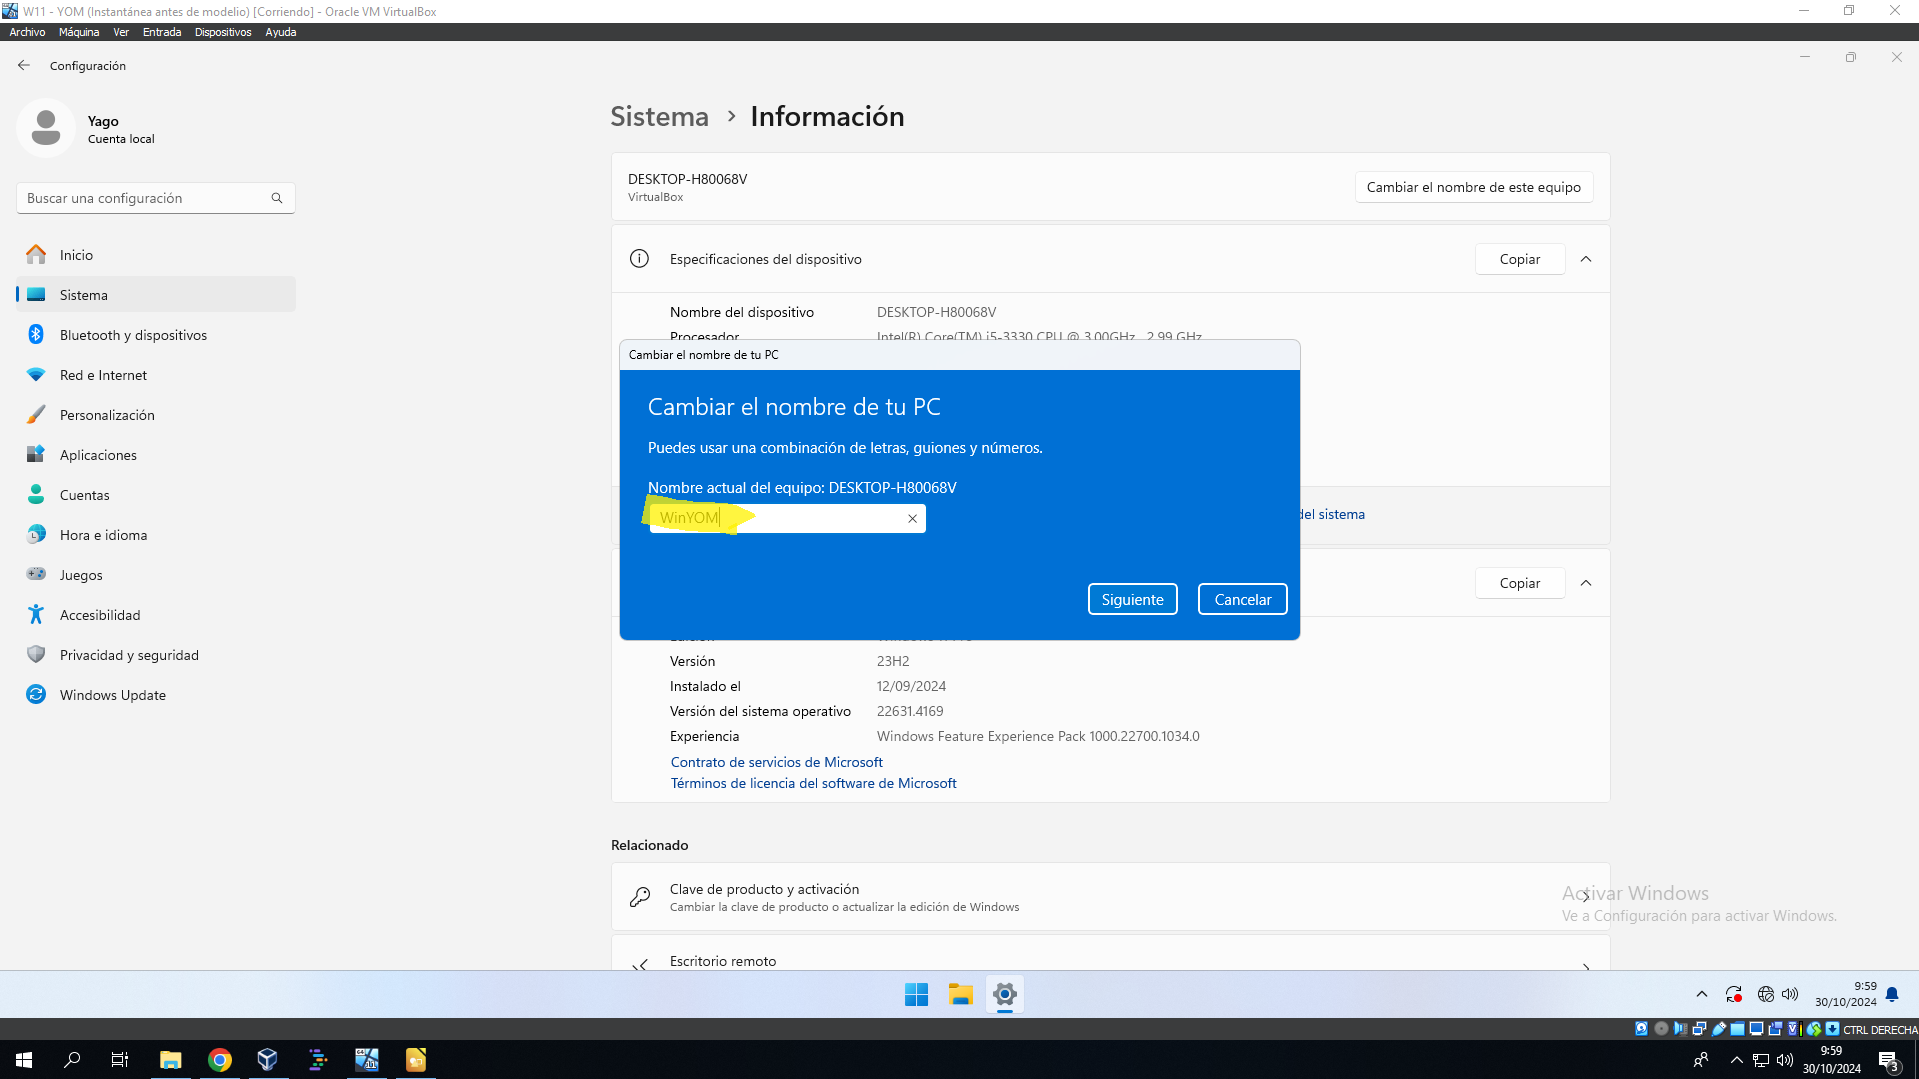 W11 - YOM (Instantánea antes de modelio) [Corriendo] - Oracle VM VirtualBox
Archivo Máquina Ver Entrada Dispositivos Ayuda
Configuración
Yago
Cuenta local
Buscar una configuración
Inicio
Sistema
Bluetooth y dispositivos
Red e Internet
Personalización
Aplicaciones
Cuentas
Hora e idioma
Juegos
Accesibilidad
Privacidad y seguridad
Windows Update
Sistema > Información
DESKTOP-H80068V
VirtualBox
Cambiar el nombre de este equipo
Especificaciones del dispositivo
Copiar
Nombre del dispositivo DESKTOP-H80068V
Procesador Intel(R) Core(TM) i5-3330 CPU @ 3.00GHz 2.99 GHz
Cambiar el nombre de tu PC
Cambiar el nombre de tu PC
Puedes usar una combinación de letras, guiones y números.
Nombre actual del equipo: DESKTOP-H80068V
WinYOM
Siguiente Cancelar
del sistema
Copiar
Versión 23H2
Instalado el 12/09/2024
Versión del sistema operativo 22631.4169
Experiencia Windows Feature Experience Pack 1000.22700.1034.0
Contrato de servicios de Microsoft
Términos de licencia del software de Microsoft
Relacionado
Clave de producto y activación
Cambiar la clave de producto o actualizar la edición de Windows
Escritorio remoto
Activar Windows
Ve a Configuración para activar Windows.
9:59
30/10/2024
CTRL DERECHA
9:59
30/10/2024
3